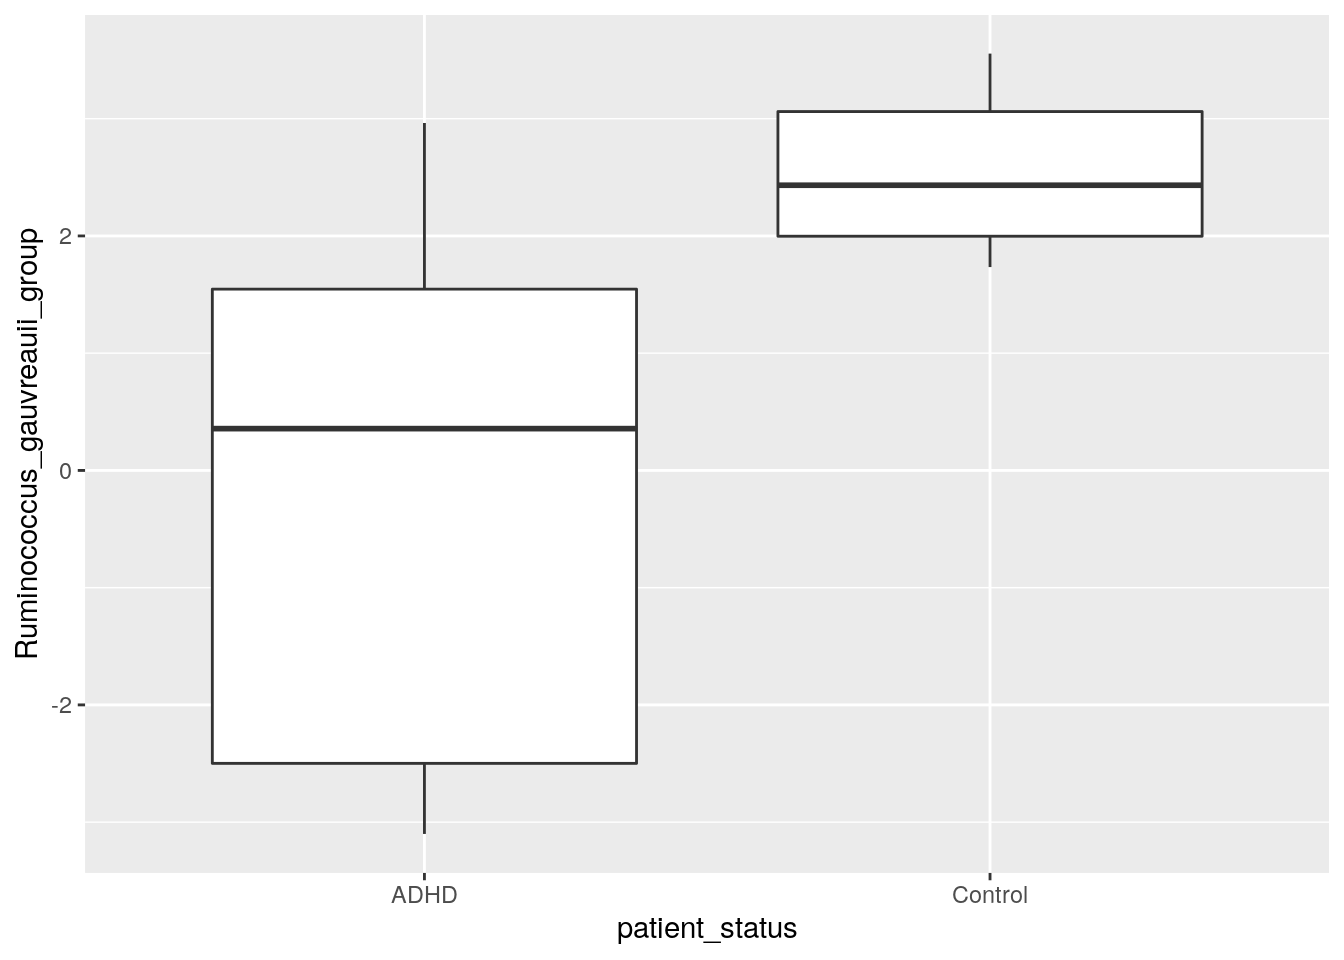 Ruminococcus_gauvreauii_group
2
0
-2
ADHD
Control
patient_status